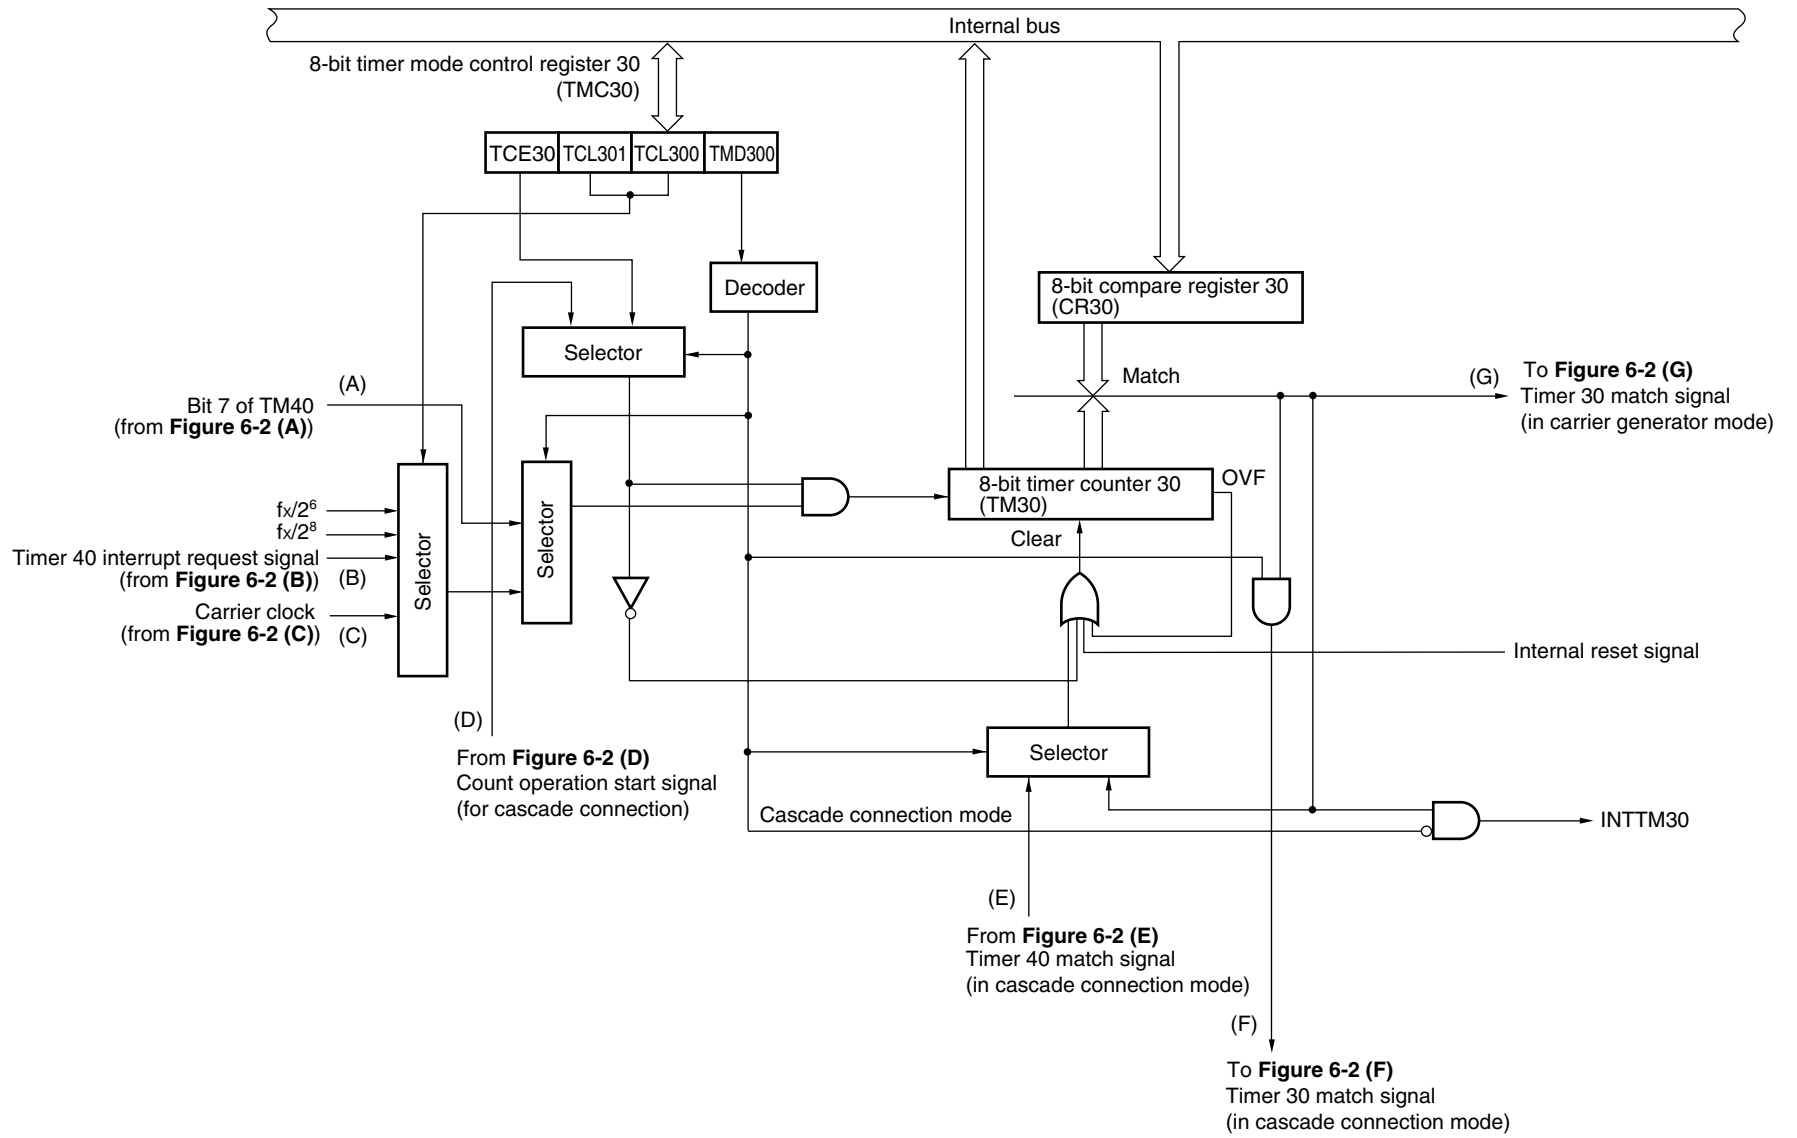 Internal bus
8-bit timer mode control register 30
(TMC30)
TCE30 TCL301 TCL300 TMD300
Decoder
8-bit compare register 30
(CR30)
Selector
Match
(G)
To Figure 6-2 (G)
Timer 30 match signal
(in carrier generator mode)
(A)
Bit 7 of TM40
(from Figure 6-2 (A))
8-bit timer counter 30
(TM30)
OVF
Clear
fx/2⁶
fx/2⁸
Timer 40 interrupt request signal
(from Figure 6-2 (B))
(B)
Carrier clock
(from Figure 6-2 (C))
(C)
Selector
Selector
Internal reset signal
(D)
From Figure 6-2 (D)
Count operation start signal
(for cascade connection)
Selector
Cascade connection mode
INTTM30
(E)
From Figure 6-2 (E)
Timer 40 match signal
(in cascade connection mode)
(F)
To Figure 6-2 (F)
Timer 30 match signal
(in cascade connection mode)